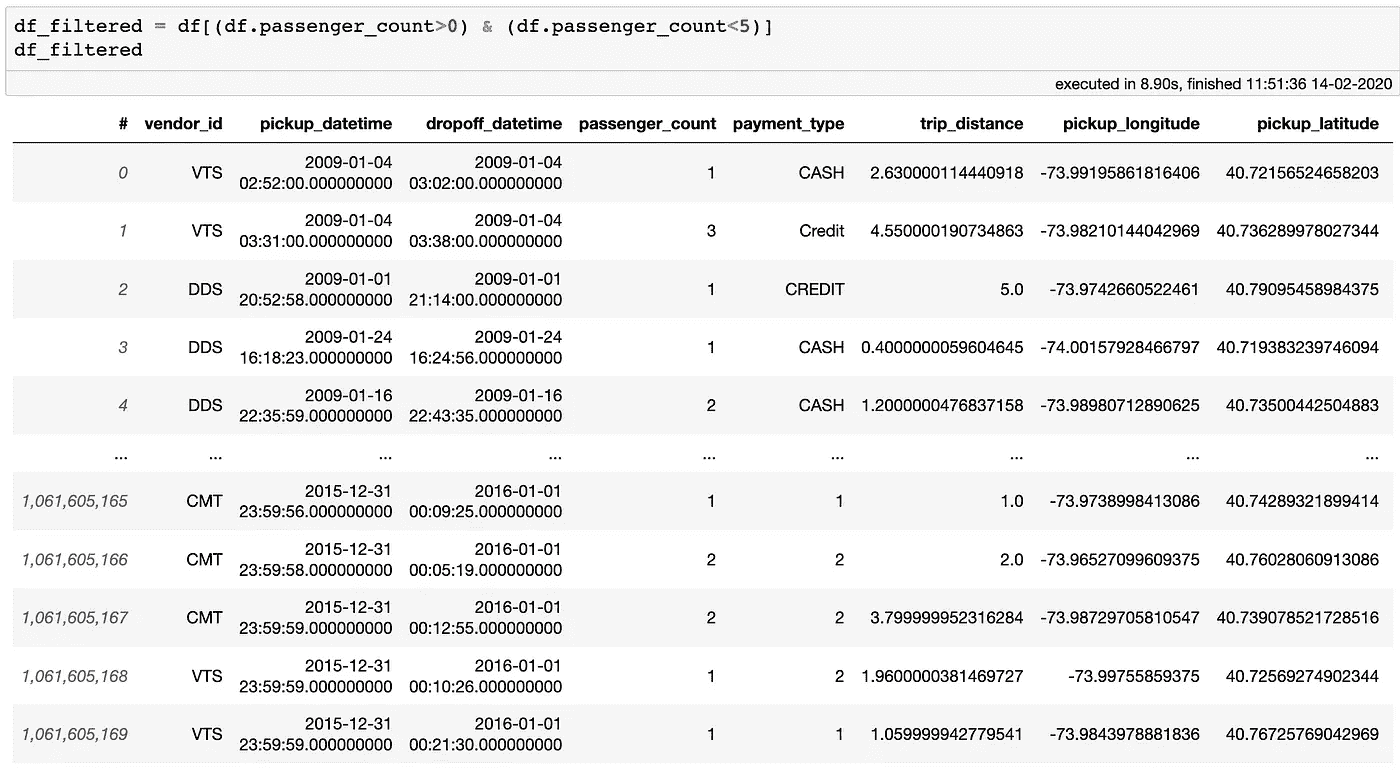 df_filtered = df[(df.passenger_count>0) & (df.passenger_count<5)]
df_filtered
executed in 8.90s, finished 11:51:36 14-02-2020
# vendor_id pickup_datetime dropoff_datetime passenger_count payment_type trip_distance pickup_longitude pickup_latitude
2009-01-04 2009-01-04
0 VTS 1 CASH 2.630000114440918 -73.99195861816406 40.72156524658203
02:52:00.000000000 03:02:00.000000000
2009-01-04 2009-01-04
1 VTS 3 Credit 4.550000190734863 -73.98210144042969 40.736289978027344
03:31:00.000000000 03:38:00.000000000
2009-01-01 2009-01-01
2 DDS 1 CREDIT 5.0 -73.9742660522461 40.79095458984375
20:52:58.000000000 21:14:00.000000000
2009-01-24 2009-01-24
3 DDS 1 CASH 0.4000000059604645 -74.00157928466797 40.719383239746094
16:18:23.000000000 16:24:56.000000000
2009-01-16 2009-01-16
4 DDS 2 CASH 1.2000000476837158 -73.98980712890625 40.73500442504883
22:35:59.000000000 22:43:35.000000000
... ... ... ... ... ... ... ... ...
2015-12-31 2016-01-01
1,061,605,165 CMT 1 1 1.0 -73.9738998413086 40.74289321899414
23:59:56.000000000 00:09:25.000000000
2015-12-31 2016-01-01
1,061,605,166 CMT 2 2 2.0 -73.96527099609375 40.76028060913086
23:59:58.000000000 00:05:19.000000000
2015-12-31 2016-01-01
1,061,605,167 CMT 2 2 3.799999952316284 -73.98729705810547 40.739078521728516
23:59:59.000000000 00:12:55.000000000
2015-12-31 2016-01-01
1,061,605,168 VTS 1 2 1.9600000381469727 -73.99755859375 40.72569274902344
23:59:59.000000000 00:10:26.000000000
2015-12-31 2016-01-01
1,061,605,169 VTS 1 1 1.059999942779541 -73.9843978881836 40.76725769042969
23:59:59.000000000 00:21:30.000000000